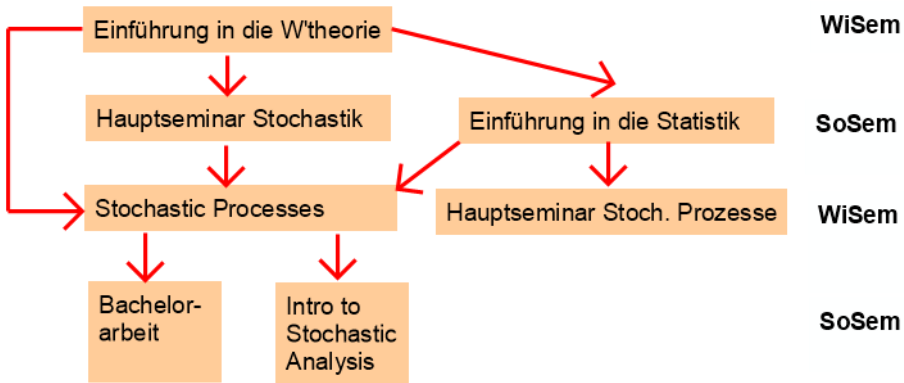 Einführung in die W'theorie
WiSem
Hauptseminar Stochastik
Einführung in die Statistik
SoSem
Stochastic Processes
Hauptseminar Stoch. Prozesse
WiSem
Bachelor-
arbeit
Intro to
Stochastic
Analysis
SoSem